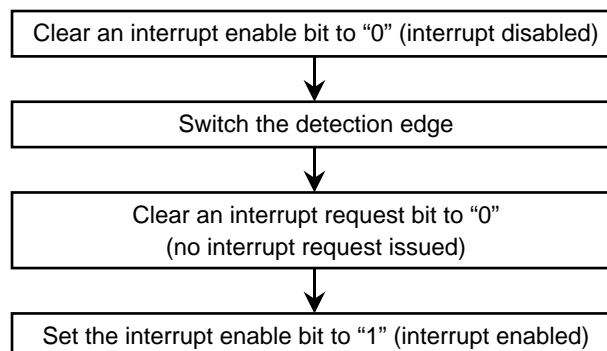 Clear an interrupt enable bit to “0” (interrupt disabled)
Switch the detection edge
Clear an interrupt request bit to “0”
(no interrupt request issued)
Set the interrupt enable bit to “1” (interrupt enabled)